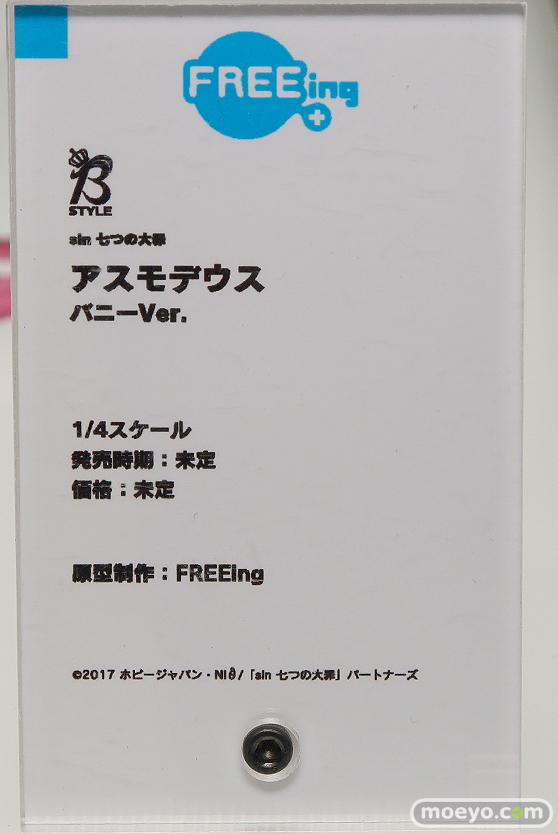 FREEing
B
STYLE
sin 七つの大罪
アスモデウス
バニーVer.
1/4スケール
発売時期：未定
価格：未定
原型制作：FREEing
©2017 ホビージャパン・Niθ/「sin 七つの大罪」パートナーズ
moeyo.com